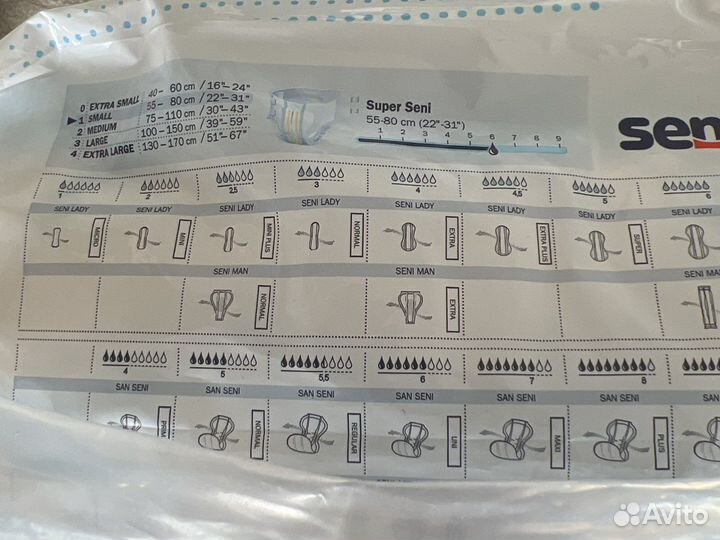 0 EXTRA SMALL 40– 60 cm /16"–24"
1 SMALL 55– 80 cm /22"–31"
2 MEDIUM 75–110 cm /30"–43"
3 LARGE 100–150 cm /39"–59"
4 EXTRA LARGE 130–170 cm /51"–67"
Super Seni
55-80 cm (22"-31")
1 2 3 4 5 6 7 8 9
sen
1 2 2,5 3 4 4,5 5 6
SENI LADY SENI LADY SENI LADY SENI LADY SENI LADY SENI LADY SENI LADY SENI LADY
MICRO MINI MINI PLUS NORMAL EXTRA EXTRA PLUS SUPER
SENI MAN SENI MAN SENI MAN
NORMAL EXTRA
4 5 5,5 6 7 8
SAN SENI SAN SENI SAN SENI SAN SENI SAN SENI SAN SENI SAN
PRIMA NORMAL REGULAR UNI MAXI PLUS
Avito